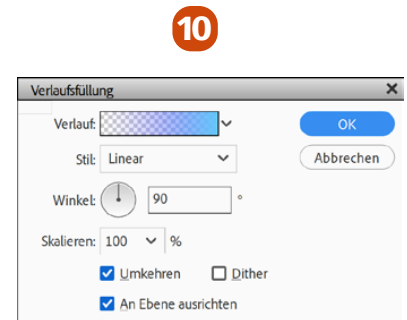 10
Verlaufsfüllung
Verlauf:
OK
Stil: Linear
Abbrechen
Winkel: 90 °
Skalieren: 100 %
Umkehren Dither
An Ebene ausrichten